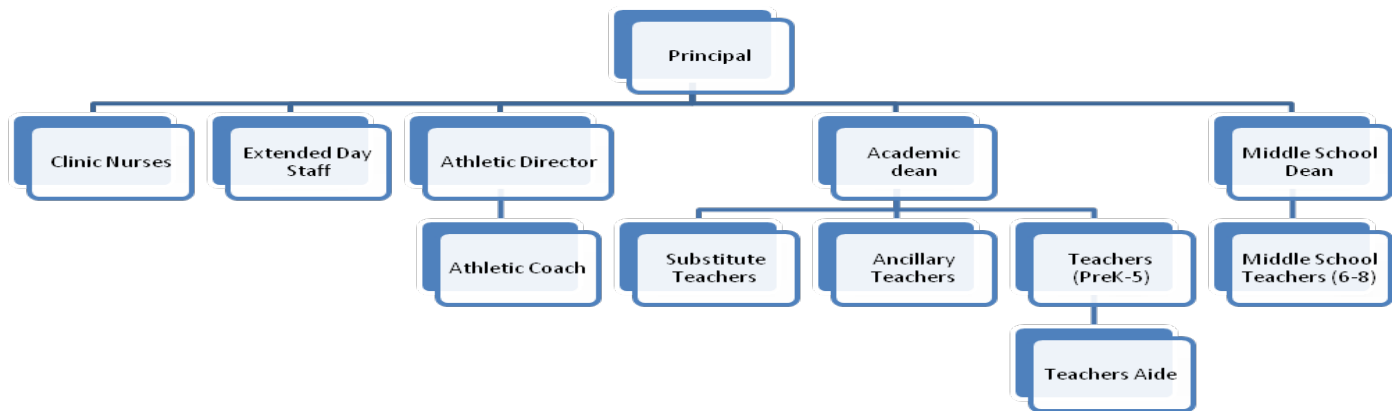 Principal
Clinic Nurses
Extended Day
Staff
Athletic Director
Academic
dean
Middle School
Dean
Athletic Coach
Substitute
Teachers
Ancillary
Teachers
Teachers
(PreK-5)
Middle School
Teachers (6-8)
Teachers Aide